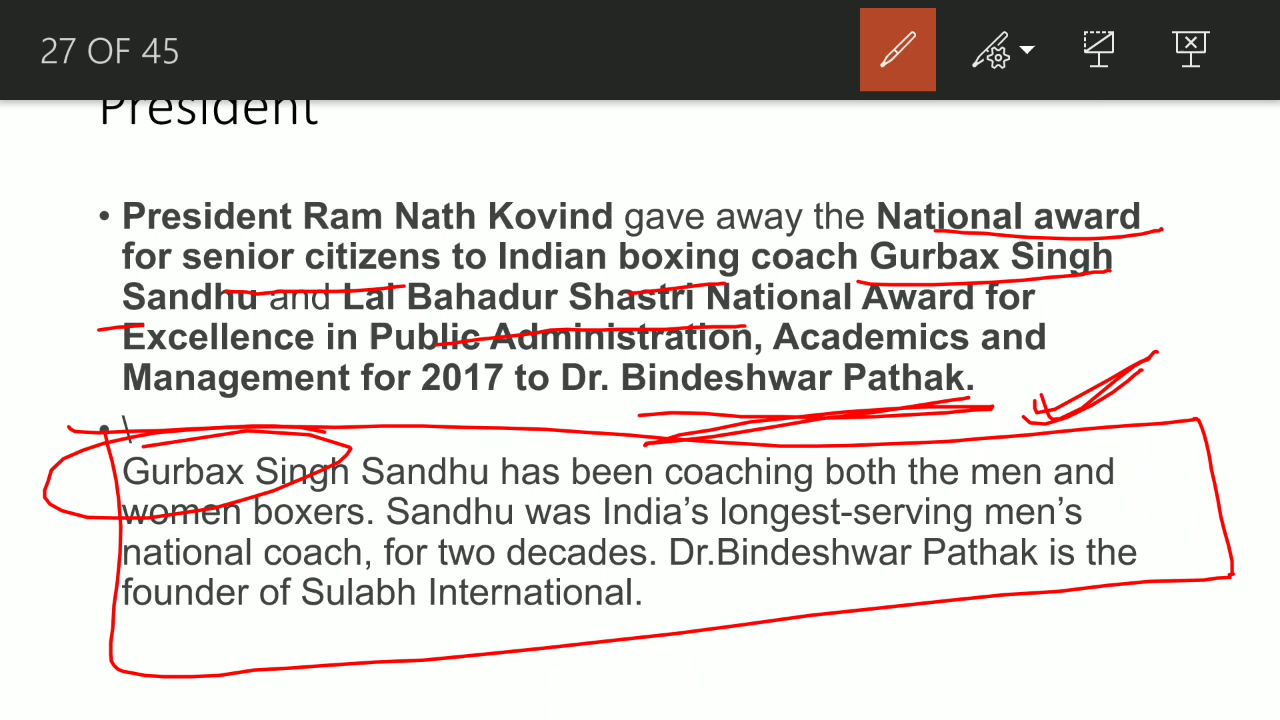 27 OF 45
President
• President Ram Nath Kovind gave away the National award
for senior citizens to Indian boxing coach Gurbax Singh
Sandhu and Lal Bahadur Shastri National Award for
Excellence in Public Administration, Academics and
Management for 2017 to Dr. Bindeshwar Pathak.
• \
Gurbax Singh Sandhu has been coaching both the men and
women boxers. Sandhu was India’s longest-serving men’s
national coach, for two decades. Dr.Bindeshwar Pathak is the
founder of Sulabh International.